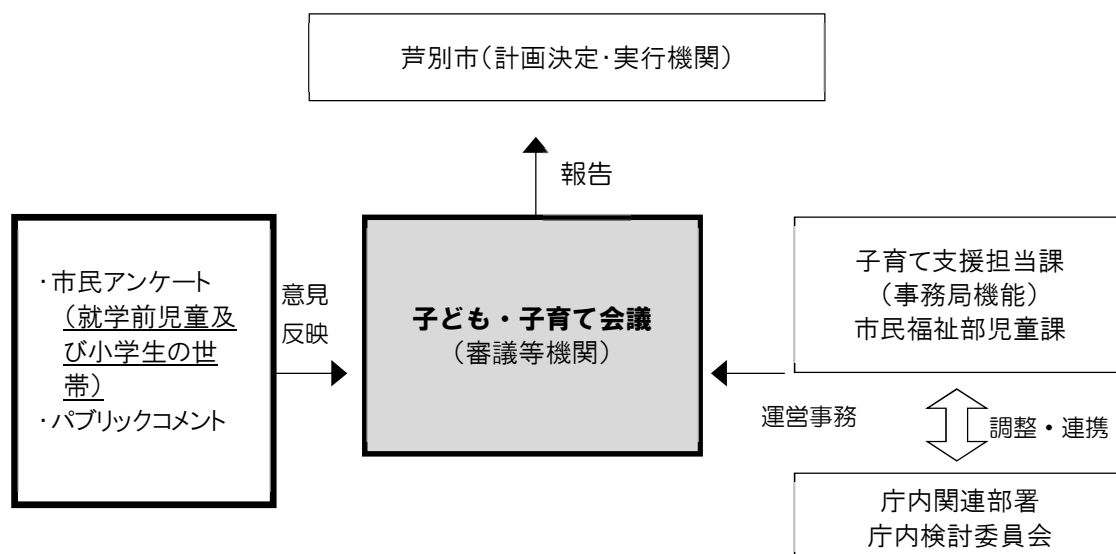 芦別市(計画決定・実行機関)
報告
・市民アンケート
(就学前児童及
び小学生の世
帯)
・パブリックコメント
意見
反映
子ども・子育て会議
(審議等機関)
子育て支援担当課
(事務局機能)
市民福祉部児童課
運営事務
調整・連携
庁内関連部署
庁内検討委員会